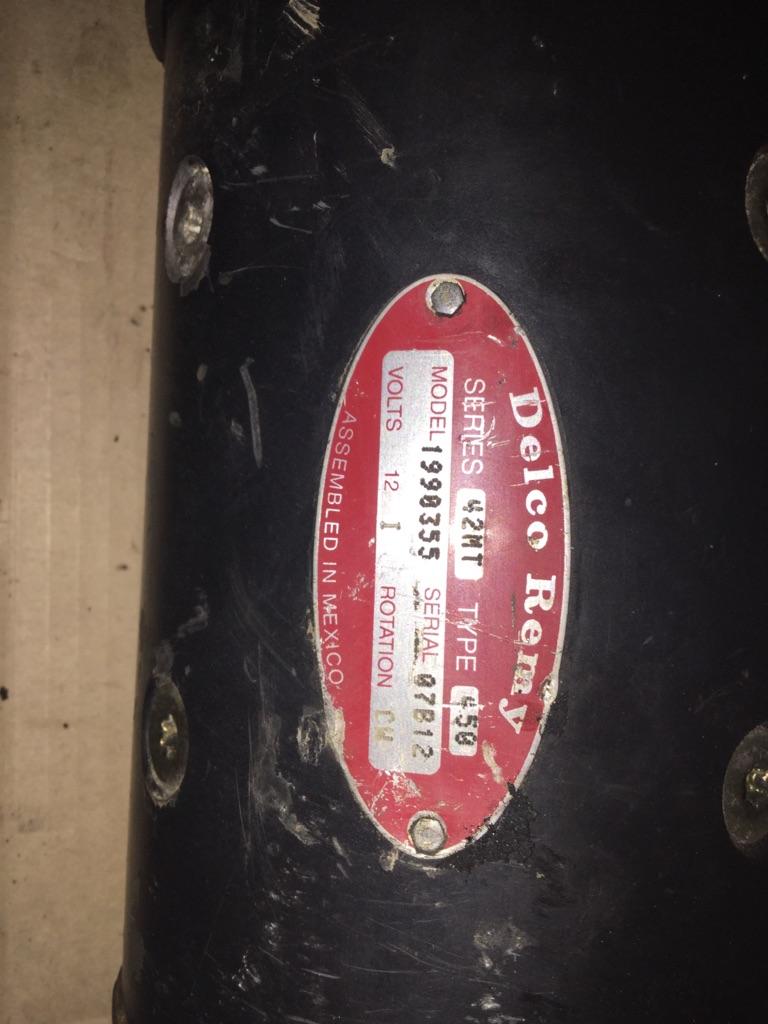 Delco Remy
SERIES 42MT TYPE 450
MODEL 1990355 SERIAL 07B12
VOLTS 12 I ROTATION CW
ASSEMBLED IN MEXICO